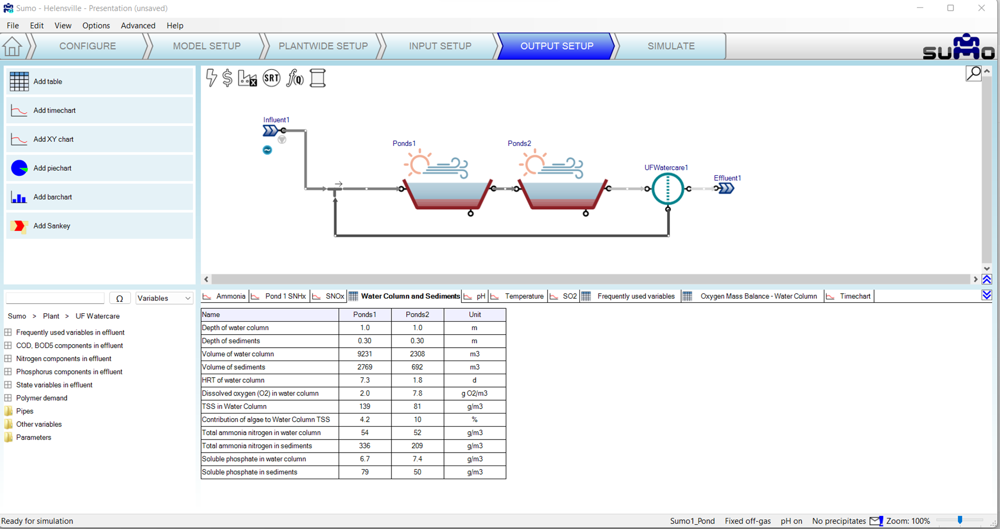 Sumo - Helensville - Presentation (unsaved)
File Edit View Options Advanced Help
CONFIGURE MODEL SETUP PLANTWIDE SETUP INPUT SETUP OUTPUT SETUP SIMULATE
sumo
Add table
Add timechart
Add XY chart
Add piechart
Add barchart
Add Sankey
$ x SRT f(Q)
Influent1
Ponds1
Ponds2
UFWatercare1
Effluent1
Ω Variables
Sumo > Plant > UF Watercare
Frequently used variables in effluent
COD, BOD5 components in effluent
Nitrogen components in effluent
Phosphorus components in effluent
State variables in effluent
Polymer demand
Pipes
Other variables
Parameters
Ammonia Pond 1 SNHx SNOx Water Column and Sediments pH Temperature SO2 Frequently used variables Oxygen Mass Balance - Water Column Timechart
Name Ponds1 Ponds2 Unit
Depth of water column 1.0 1.0 m
Depth of sediments 0.30 0.30 m
Volume of water column 9231 2308 m3
Volume of sediments 2769 692 m3
HRT of water column 7.3 1.8 d
Dissolved oxygen (O2) in water column 2.0 7.8 g O2/m3
TSS in Water Column 139 81 g/m3
Contribution of algae to Water Column TSS 4.2 10 %
Total ammonia nitrogen in water column 54 52 g/m3
Total ammonia nitrogen in sediments 336 209 g/m3
Soluble phosphate in water column 6.7 7.4 g/m3
Soluble phosphate in sediments 79 50 g/m3
Ready for simulation Sumo1_Pond Fixed off-gas pH on No precipitates Zoom: 100%